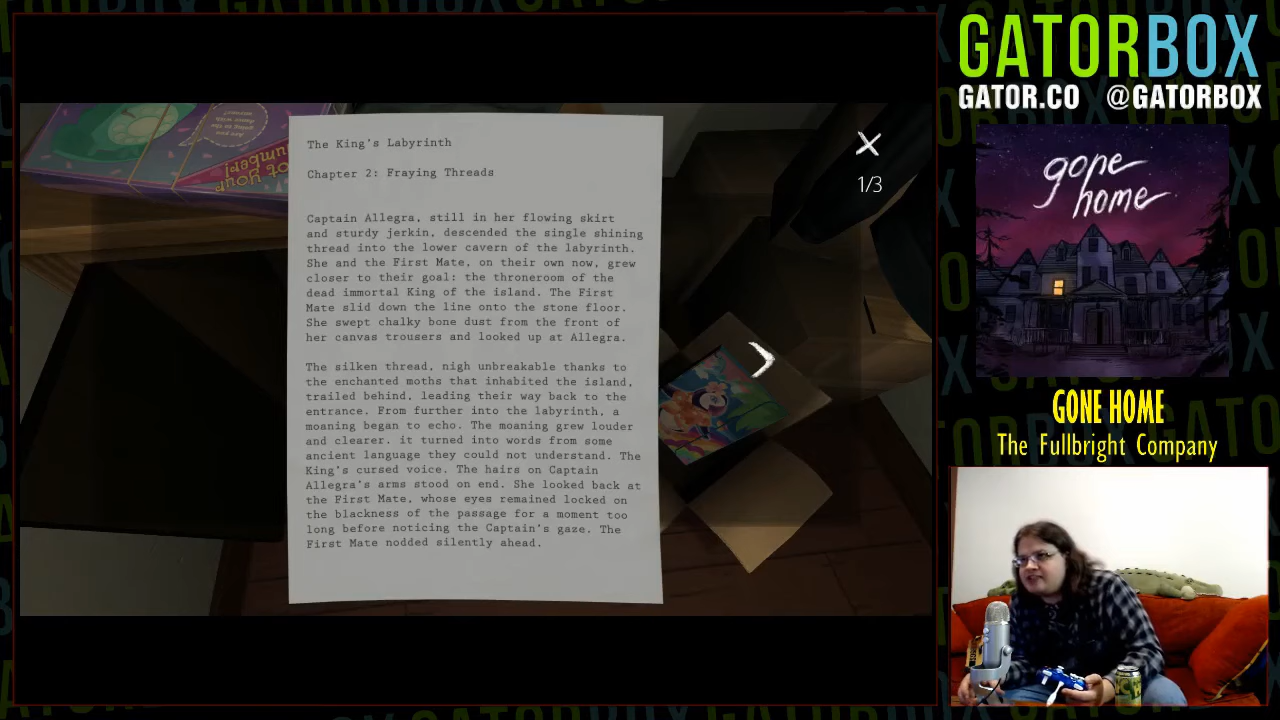 GATORBOX
GATOR.CO @GATORBOX
gone
home
GONE HOME
The Fullbright Company
1/3
The King's Labyrinth
Chapter 2: Fraying Threads
Captain Allegra, still in her flowing skirt
and sturdy jerkin, descended the single shining
thread into the lower cavern of the labyrinth.
She and the First Mate, on their own now, grew
closer to their goal: the throneroom of the
dead immortal King of the island. The First
Mate slid down the line onto the stone floor.
She swept chalky bone dust from the front of
her canvas trousers and looked up at Allegra.
The silken thread, nigh unbreakable thanks to
the enchanted moths that inhabited the island,
trailed behind, leading their way back to the
entrance. From further into the labyrinth, a
moaning began to echo. The moaning grew louder
and clearer. it turned into words from some
ancient language they could not understand. The
King's cursed voice. The hairs on Captain
Allegra's arms stood on end. She looked back at
the First Mate, whose eyes remained locked on
the blackness of the passage for a moment too
long before noticing the Captain's gaze. The
First Mate nodded silently ahead.